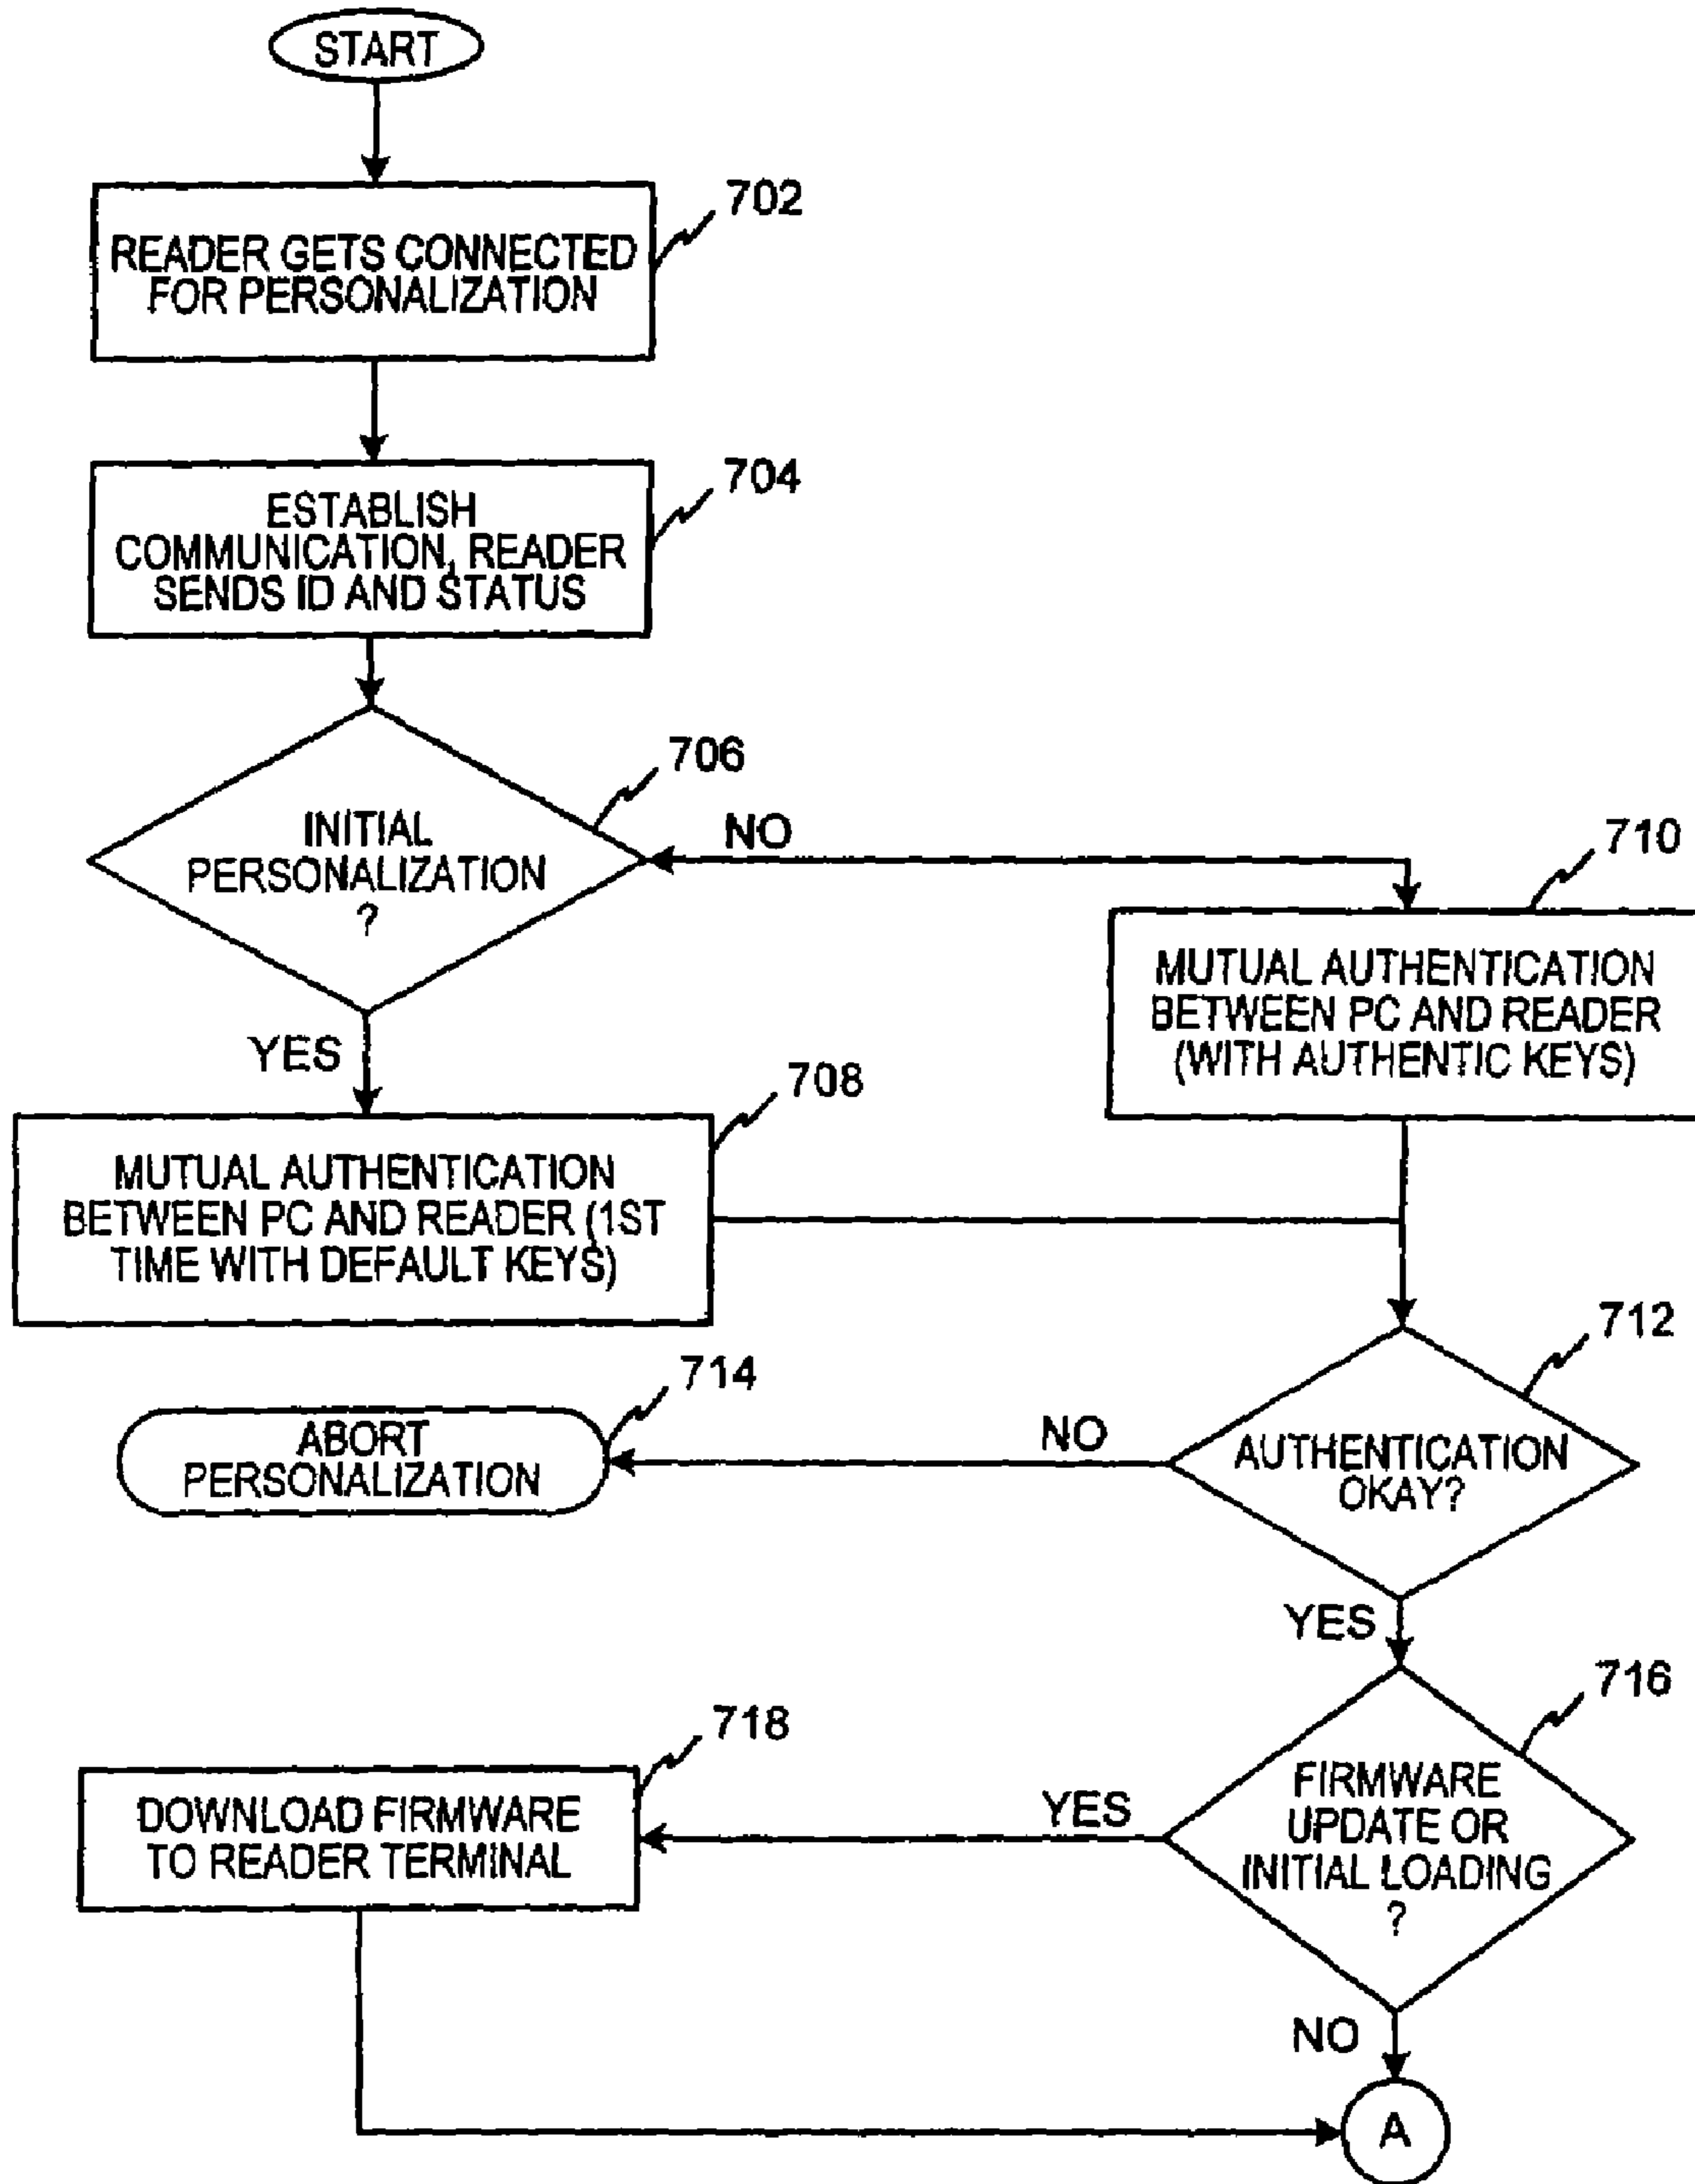 START
702
READER GETS CONNECTED
FOR PERSONALIZATION
704
ESTABLISH
COMMUNICATION, READER
SENDS ID AND STATUS
706
INITIAL
PERSONALIZATION
?
NO
710
MUTUAL AUTHENTICATION
BETWEEN PC AND READER
(WITH AUTHENTIC KEYS)
YES
708
MUTUAL AUTHENTICATION
BETWEEN PC AND READER (1ST
TIME WITH DEFAULT KEYS)
712
AUTHENTICATION
OKAY?
NO
714
ABORT
PERSONALIZATION
YES
716
FIRMWARE
UPDATE OR
INITIAL LOADING
?
YES
718
DOWNLOAD FIRMWARE
TO READER TERMINAL
NO
A